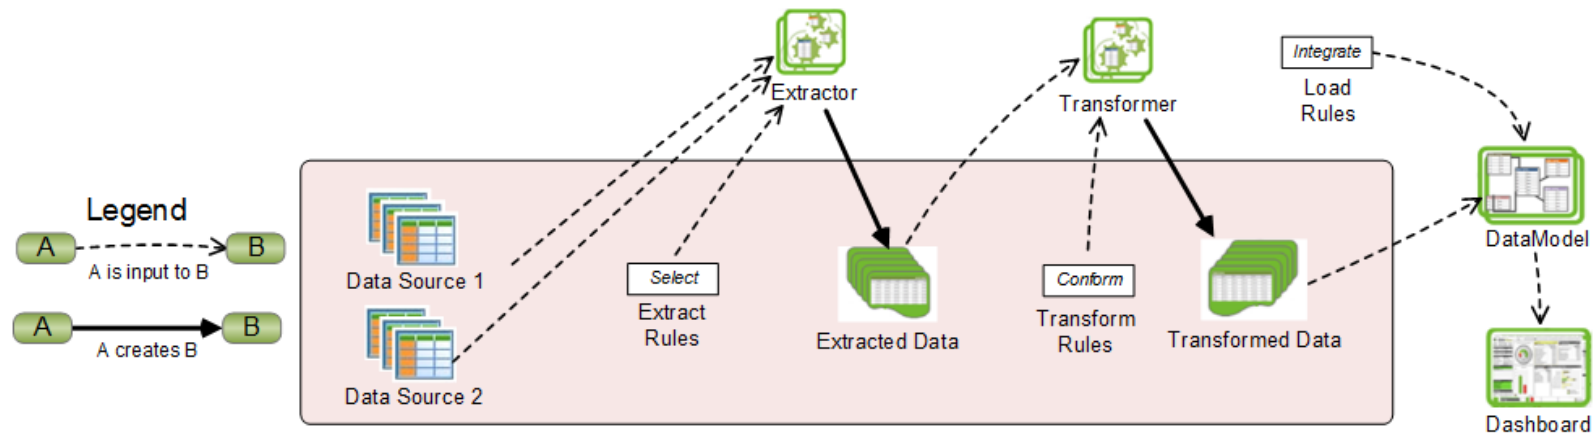 Legend
A
B
A is input to B
A
B
A creates B
Data Source 1
Data Source 2
Select
Extract
Rules
Extractor
Extracted Data
Conform
Transform
Rules
Transformer
Transformed Data
Integrate
Load
Rules
DataModel
Dashboard